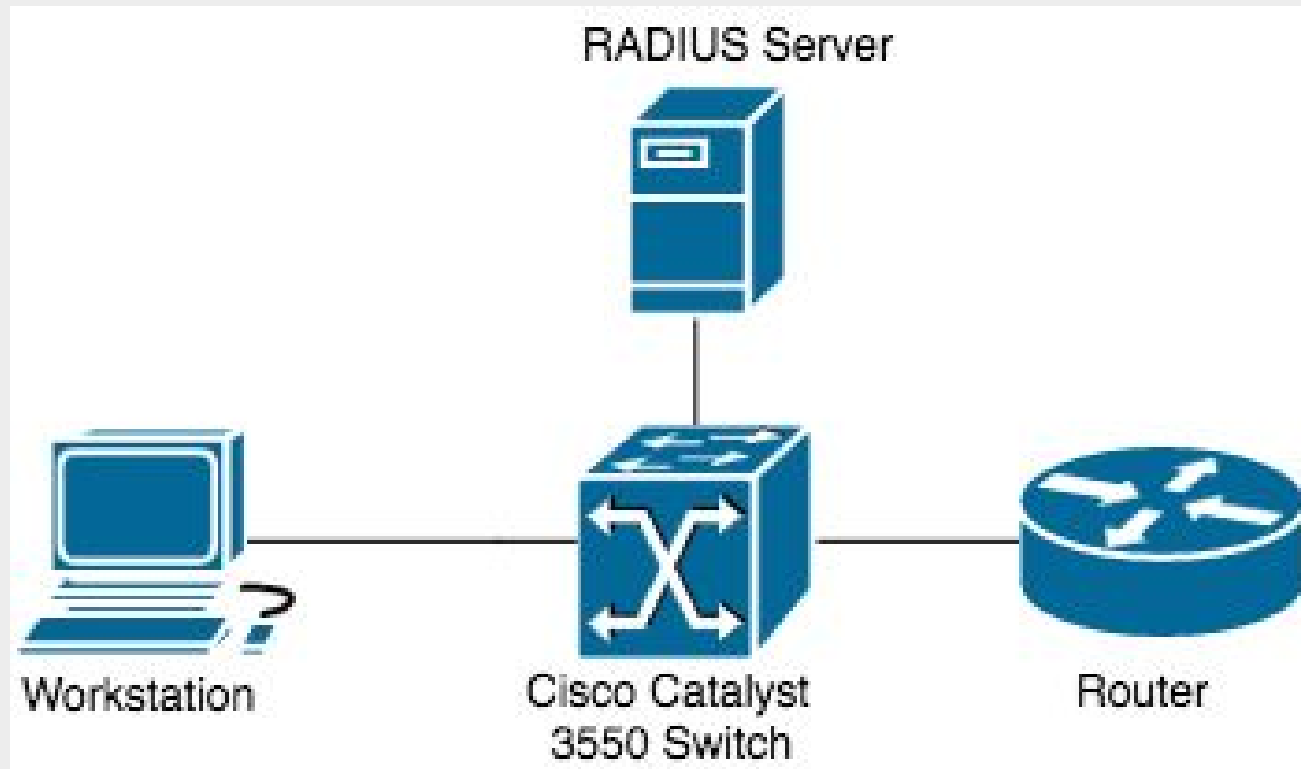 RADIUS Server
Workstation
Cisco Catalyst
3550 Switch
Router